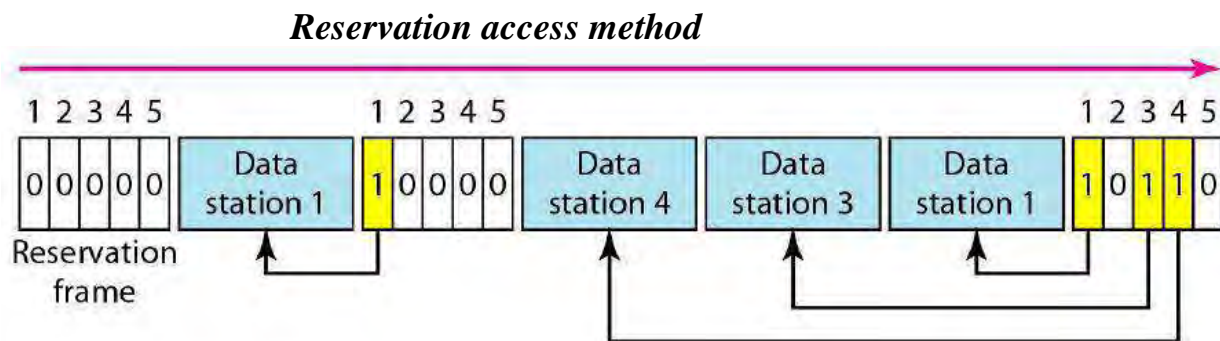 Reservation access method
1 2 3 4 5 1 2 3 4 5 1 2 3 4 5
0 0 0 0 0 Data station 1 1 0 0 0 0 Data station 4 Data station 3 Data station 1 1 0 1 1 0
Reservation
frame